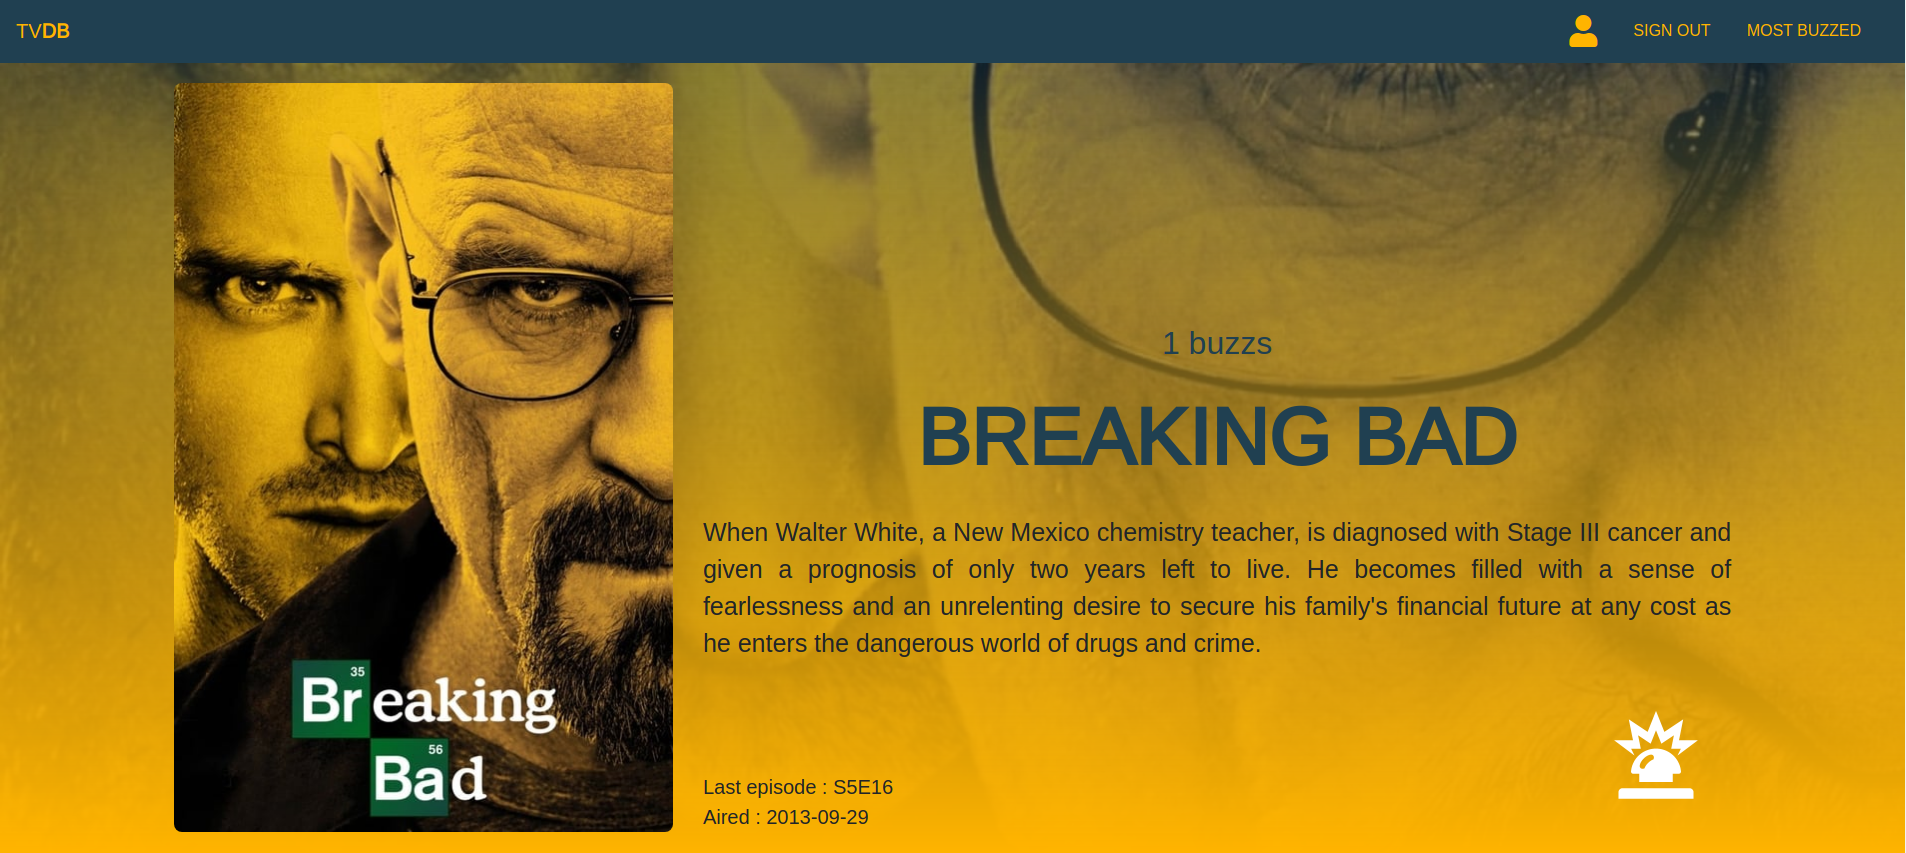 TVDB
SIGN OUT
MOST BUZZED
35
Breaking
56
Bad
1 buzzs
BREAKING BAD
When Walter White, a New Mexico chemistry teacher, is diagnosed with Stage III cancer and
given a prognosis of only two years left to live. He becomes filled with a sense of
fearlessness and an unrelenting desire to secure his family's financial future at any cost as
he enters the dangerous world of drugs and crime.
Last episode : S5E16
Aired : 2013-09-29